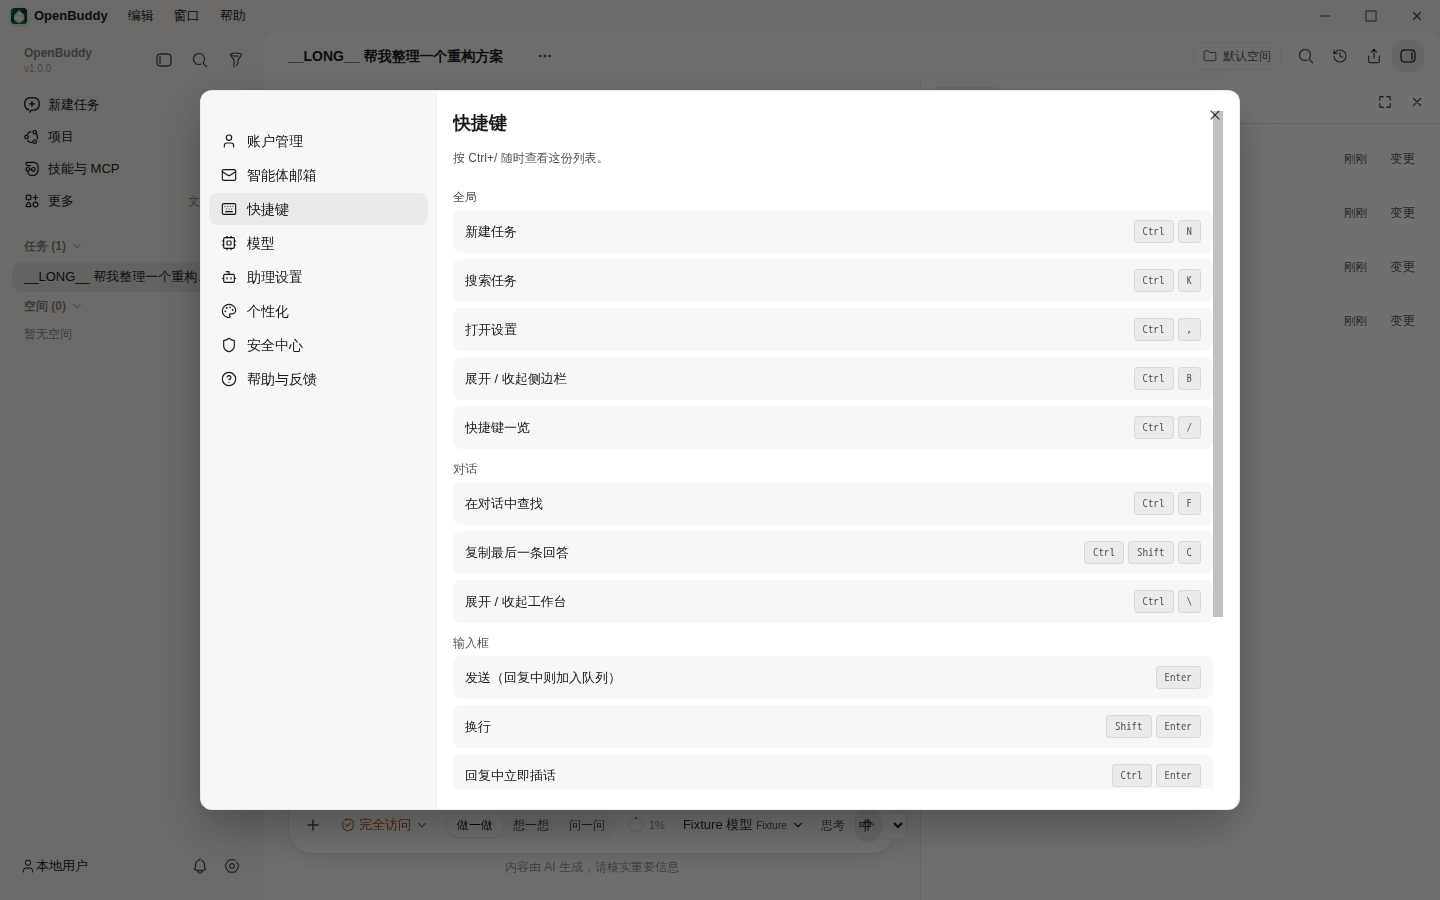 OpenBuddy 编辑 窗口 帮助
OpenBuddy
v1.0.0
新建任务
项目
技能与 MCP
更多
文
任务 (1)
__LONG__ 帮我整理一个重构
空间 (0)
暂无空间
本地用户
__LONG__ 帮我整理一个重构方案
默认空间
刚刚 变更
刚刚 变更
刚刚 变更
刚刚 变更
账户管理
智能体邮箱
快捷键
模型
助理设置
个性化
安全中心
帮助与反馈
快捷键
按 Ctrl+/ 随时查看这份列表。
全局
新建任务 Ctrl N
搜索任务 Ctrl K
打开设置 Ctrl ,
展开 / 收起侧边栏 Ctrl B
快捷键一览 Ctrl /
对话
在对话中查找 Ctrl F
复制最后一条回答 Ctrl Shift C
展开 / 收起工作台 Ctrl \
输入框
发送（回复中则加入队列） Enter
换行 Shift Enter
回复中立即插话 Ctrl Enter
完全访问 做一做 想一想 问一问 1% Fixture 模型 Fixture 思考
内容由 AI 生成，请核实重要信息